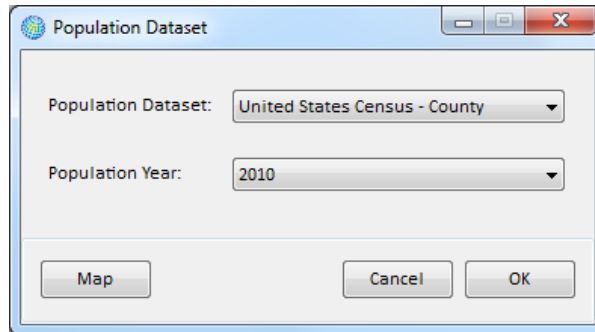 Population Dataset
Population Dataset: United States Census - County
Population Year: 2010
Map Cancel OK